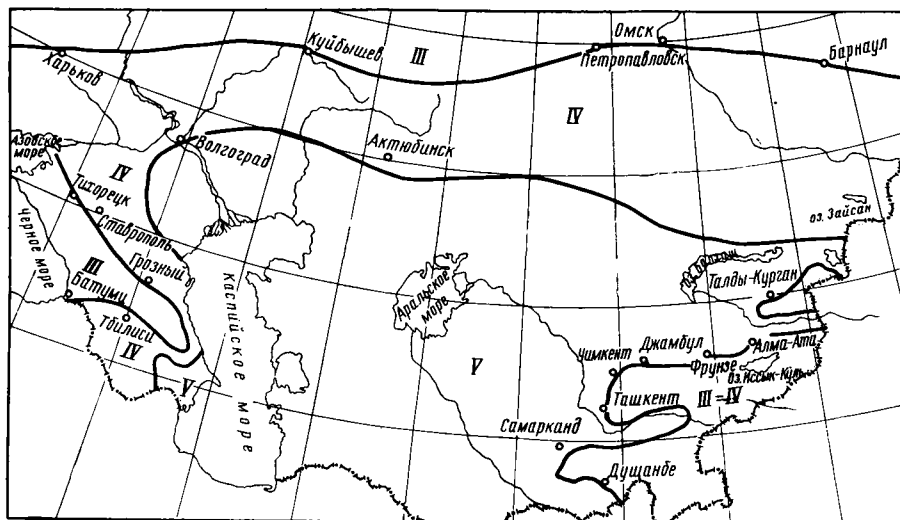 Омск
Куйбышев
III
Петропавловск
Барнаул
Харьков
IV
Азовское
море
Волгоград
Актюбинск
IV
Тихорецк
Ставрополь
оз. Зайсан
Черное море
Грозный
III
Батуми
Каспийское море
Аральское
море
Талды-Курган
Тбилиси
IV
V
V
Чимкент
Джамбул
Фрунзе
Алма-Ата
оз. Иссык-Куль
Ташкент
III = IV
Самарканд
Душанбе